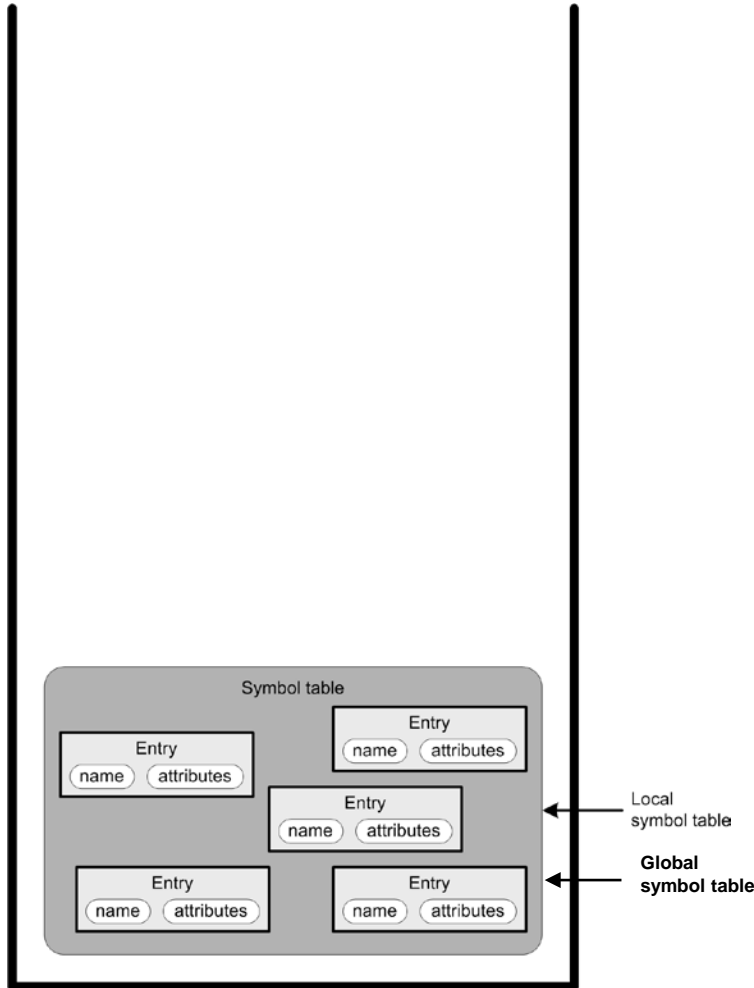 Symbol table
Entry
name attributes
Entry
name attributes
Entry
name attributes
Entry
name attributes
Entry
name attributes
Local
symbol table
Global
symbol table